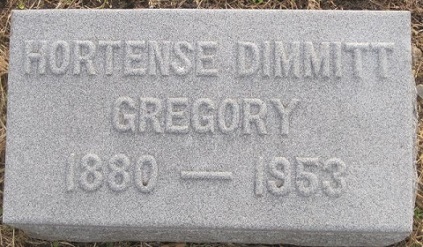 HORTENSE DIMMITT
GREGORY
1880 — 1953